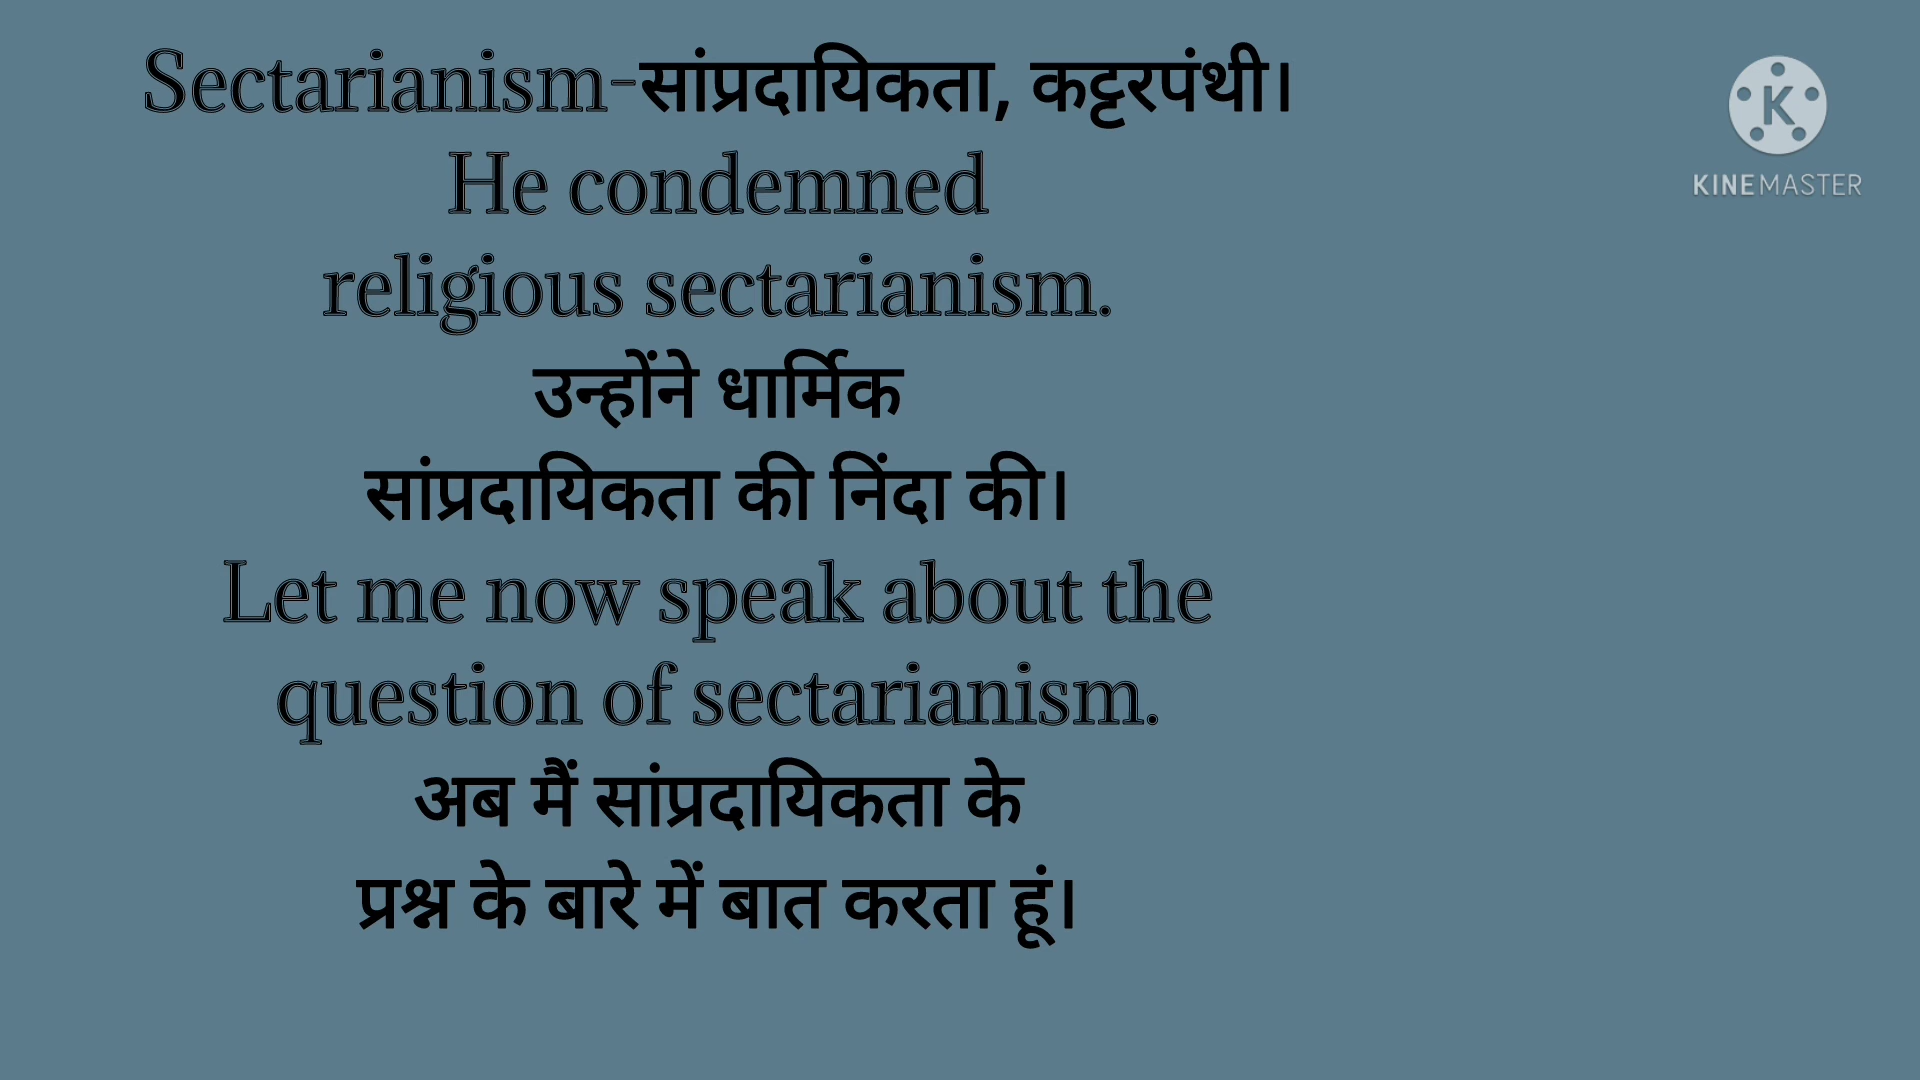 Sectarianism-सांप्रदायिकता, कट्टरपंथी।
He condemned
religious sectarianism.
उन्होंने धार्मिक
सांप्रदायिकता की निंदा की।
Let me now speak about the
question of sectarianism.
अब मैं सांप्रदायिकता के
प्रश्न के बारे में बात करता हूं।
K
KINEMASTER